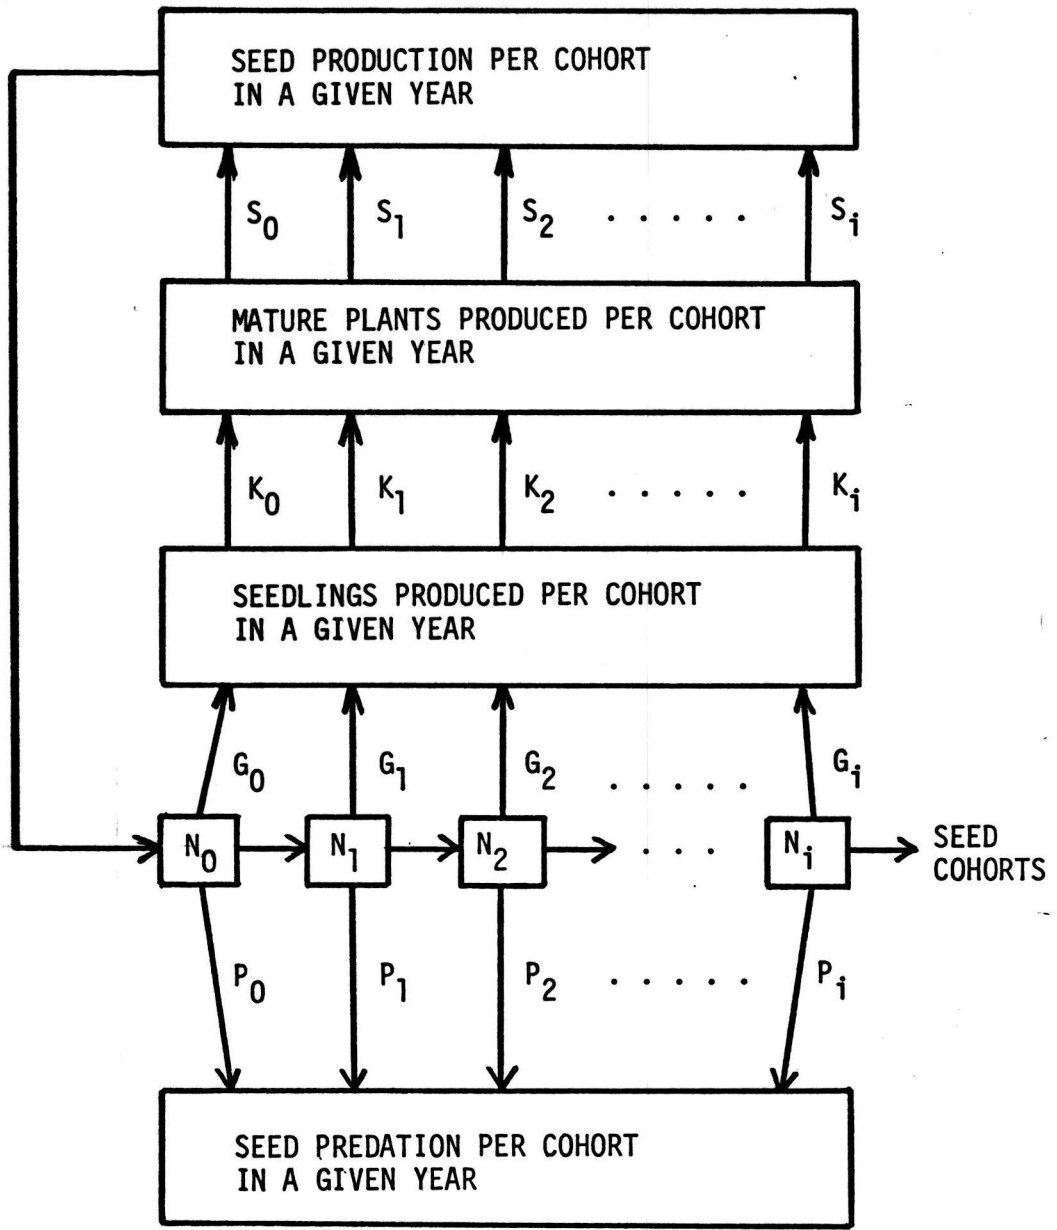 SEED PRODUCTION PER COHORT
IN A GIVEN YEAR
S0 S1 S2 . . . . . Si
MATURE PLANTS PRODUCED PER COHORT
IN A GIVEN YEAR
K0 K1 K2 . . . . . Ki
SEEDLINGS PRODUCED PER COHORT
IN A GIVEN YEAR
G0 G1 G2 . . . . . Gi
N0 N1 N2 . . . Ni SEED
COHORTS
P0 P1 P2 . . . . . Pi
SEED PREDATION PER COHORT
IN A GIVEN YEAR